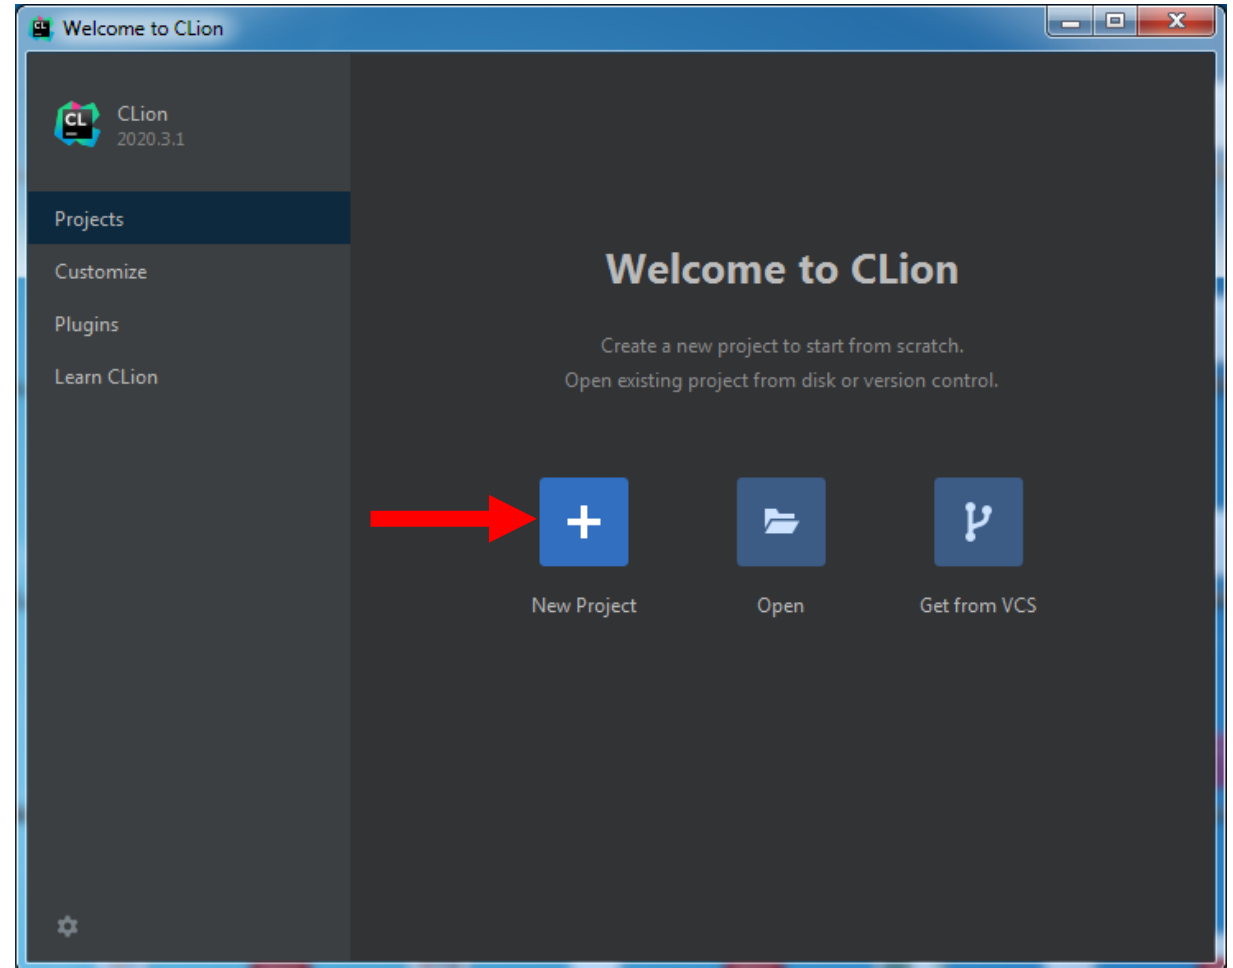 Welcome to CLion
X
CL
CLion
2020.3.1
Projects
Customize
Plugins
Learn CLion
Welcome to CLion
Create a new project to start from scratch.
Open existing project from disk or version control.
New Project
Open
Get from VCS